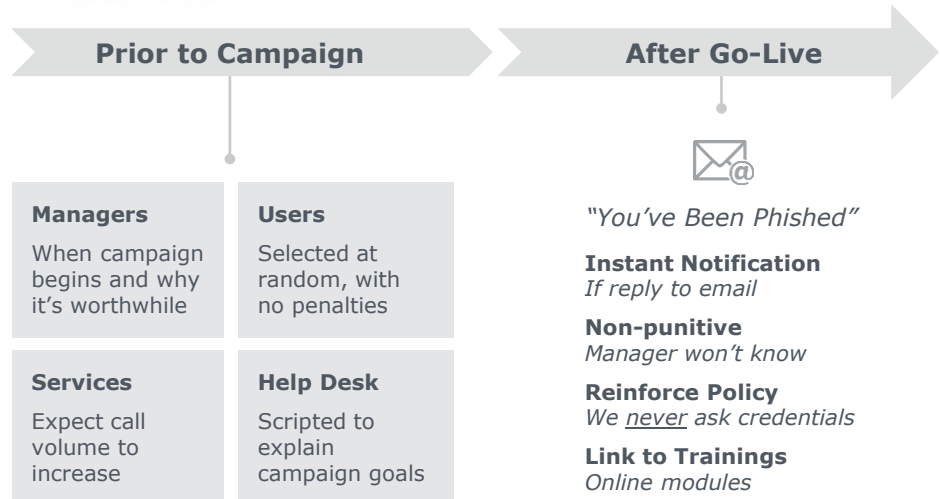 Prior to Campaign
After Go-Live
Managers
When campaign
begins and why
it's worthwhile
Users
Selected at
random, with
no penalties
Services
Expect call
volume to
increase
Help Desk
Scripted to
explain
campaign goals
@
“You’ve Been Phished”
Instant Notification
If reply to email
Non-punitive
Manager won’t know
Reinforce Policy
We never ask credentials
Link to Trainings
Online modules